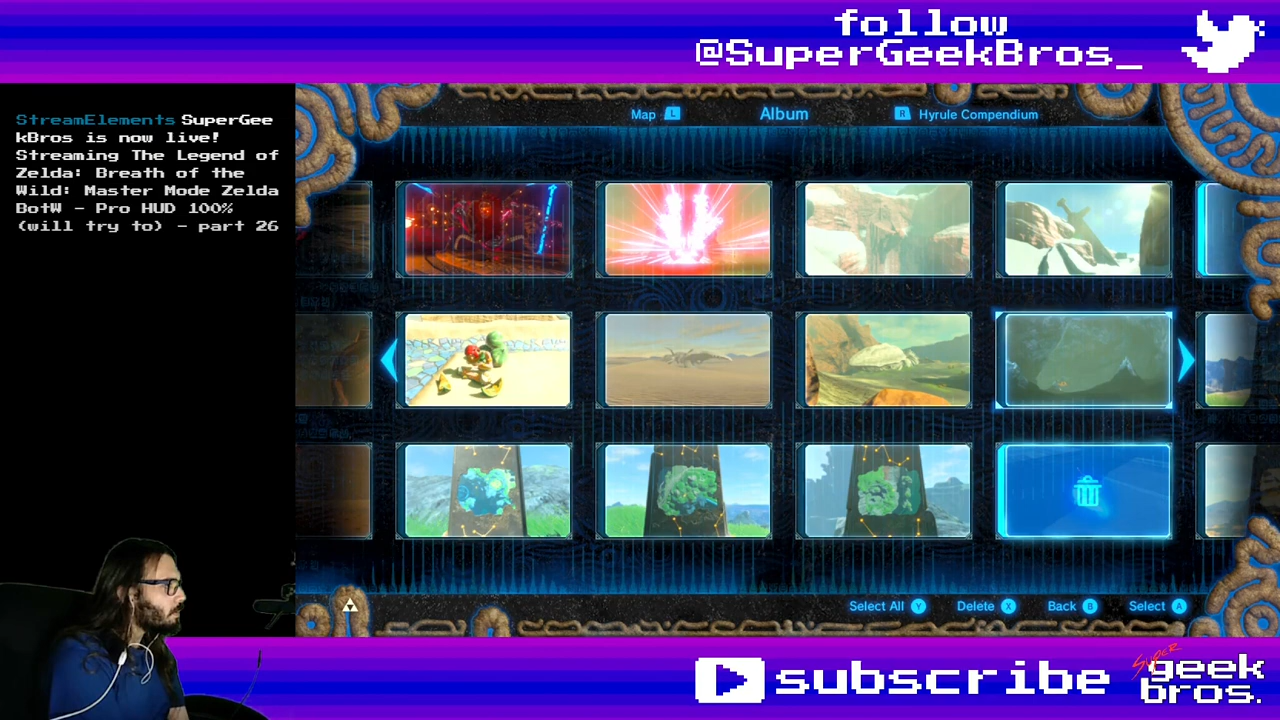 follow
@SuperGeekBros_
StreamElements SuperGee
kBros is now live!
Streaming The Legend of
Zelda: Breath of the
Wild: Master Mode Zelda
BotW - Pro HUD 100%
(will try to) - part 26
Map L Album R Hyrule Compendium
Select All Y Delete X Back B Select A
subscribe
super
geek
bros.